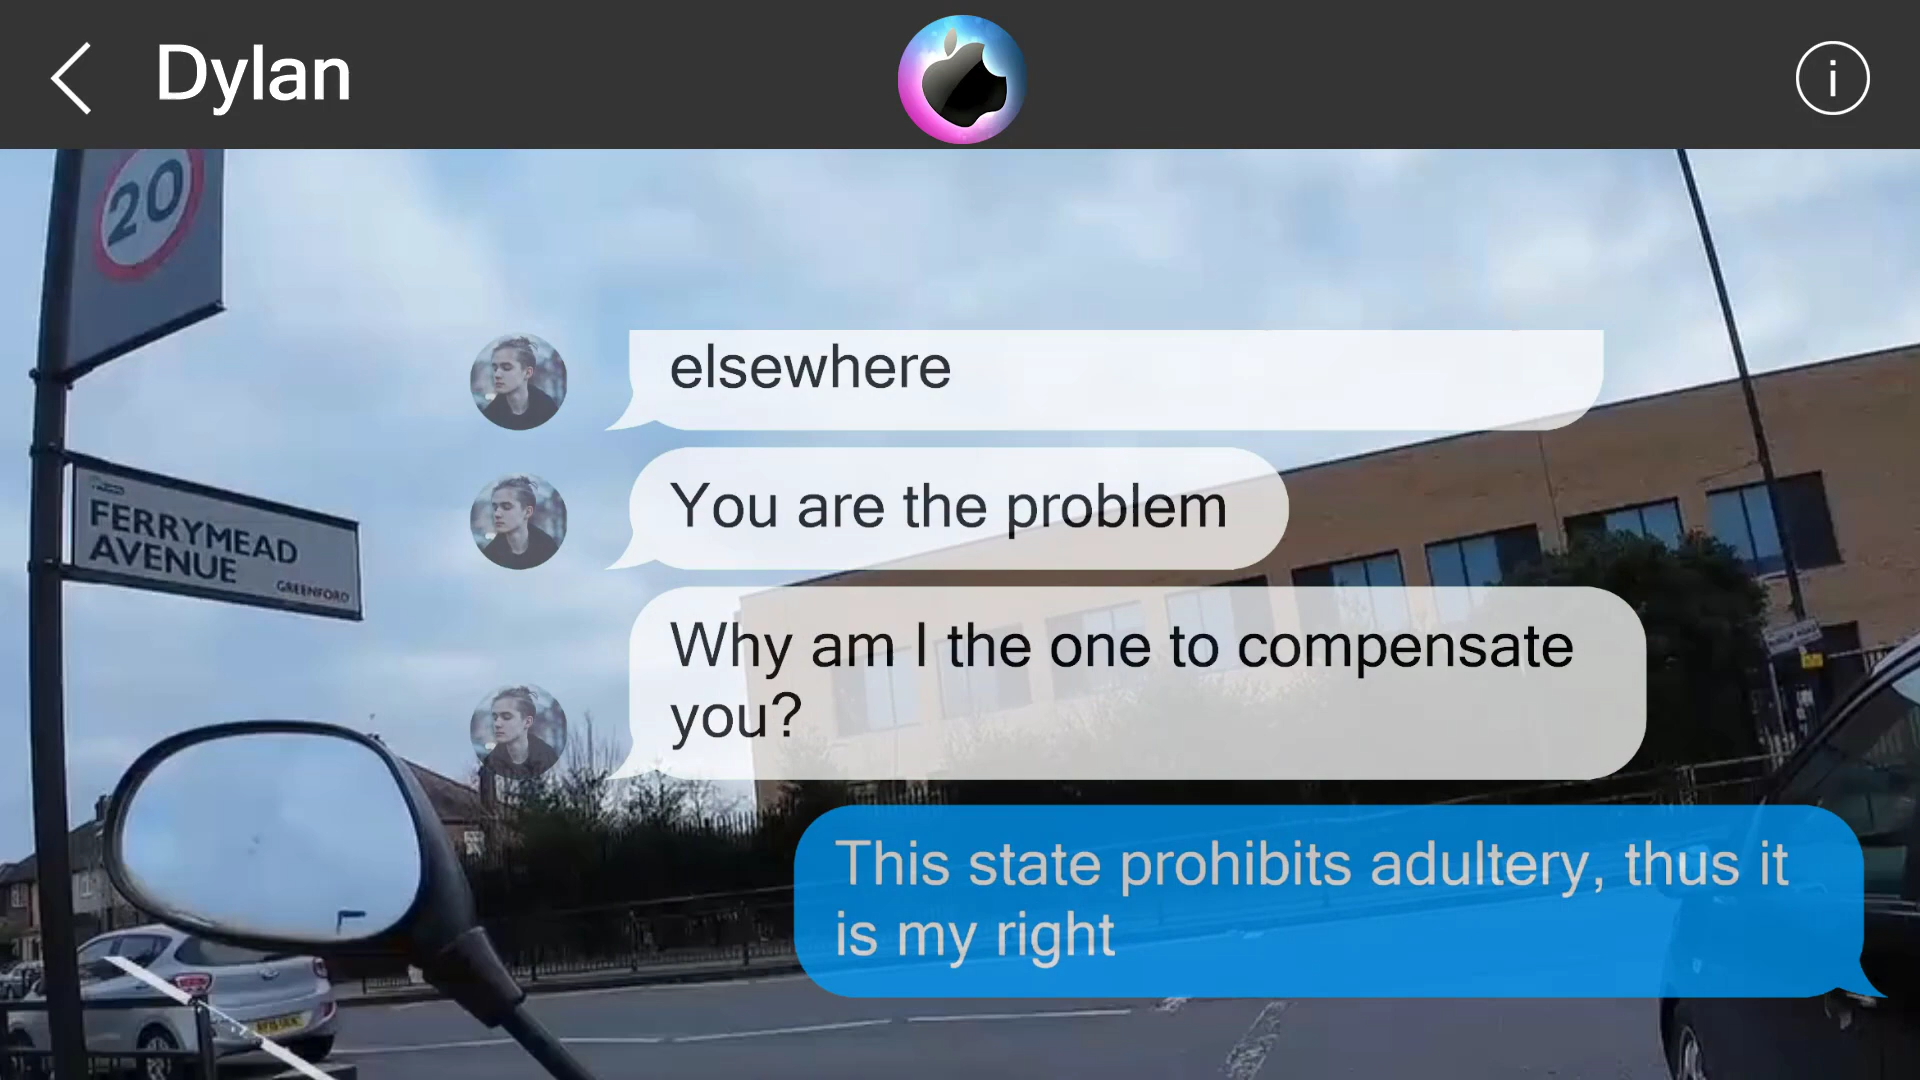 Dylan
i
20
elsewhere
You are the problem
FERRYMEAD
AVENUE
GREENFORD
Why am I the one to compensate
you?
This state prohibits adultery, thus it
is my right